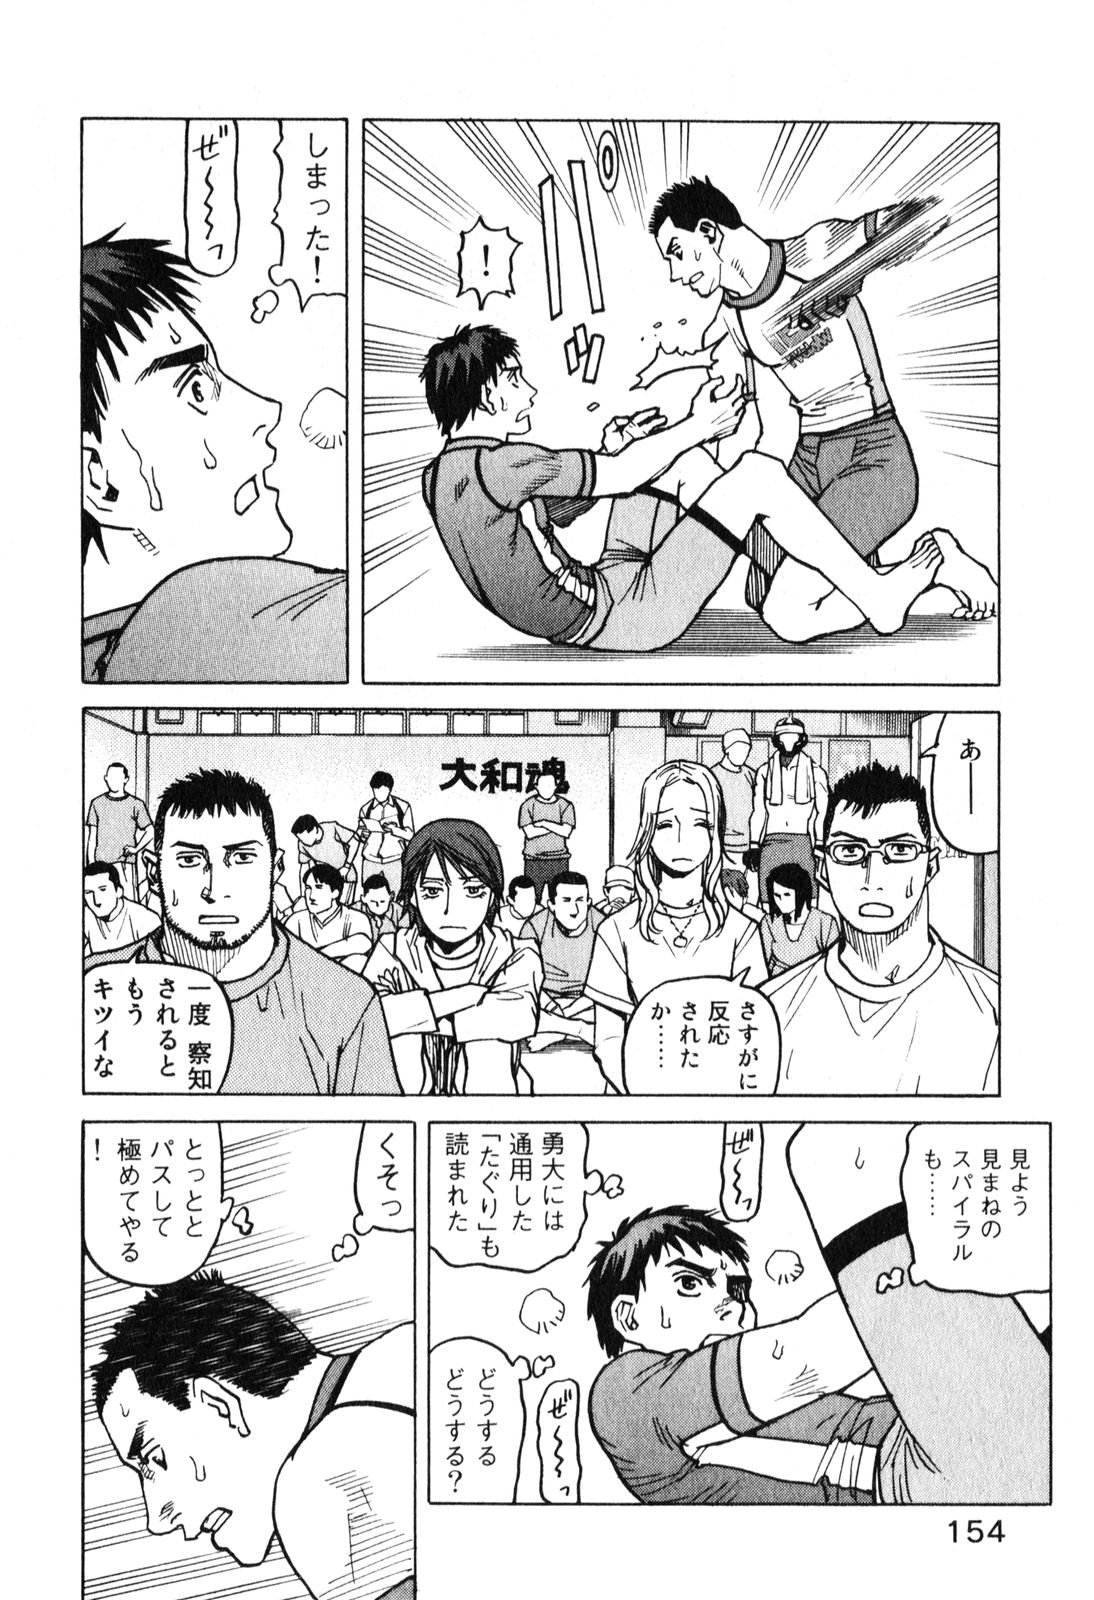 ！
しまった！
ぜ〜〜っ
大和魂
あ——
さすがに
反応
された
か……
一度 察知
されると
もう
キツイな
見よう
見まねの
スパイラル
も……
ぜ〜〜っ
勇大には
通用した
「たぐり」も
読まれた
どうする
どうする？
ぜ〜〜っ
くそっ
とっとと
パスして
極めてやる
！
154